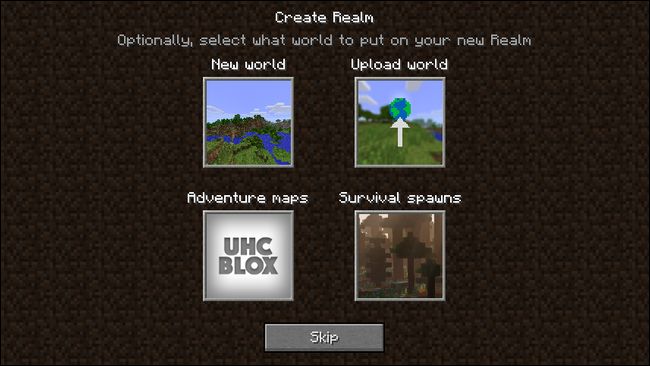 Create Realm
Optionally, select what world to put on your new Realm
New world
Upload world
Adventure maps
Survival spawns
UHC
BLOX
Skip